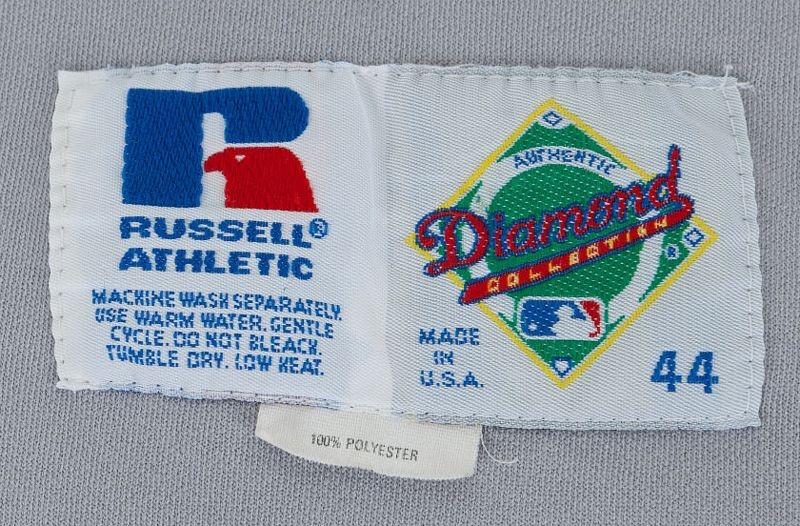 RUSSELL®
ATHLETIC
MACHINE WASH SEPARATELY.
USE WARM WATER. GENTLE
CYCLE. DO NOT BLEACH.
TUMBLE DRY. LOW HEAT.
AUTHENTIC
Diamond
COLLECTION
®
MADE
IN
U.S.A.
44
100% POLYESTER